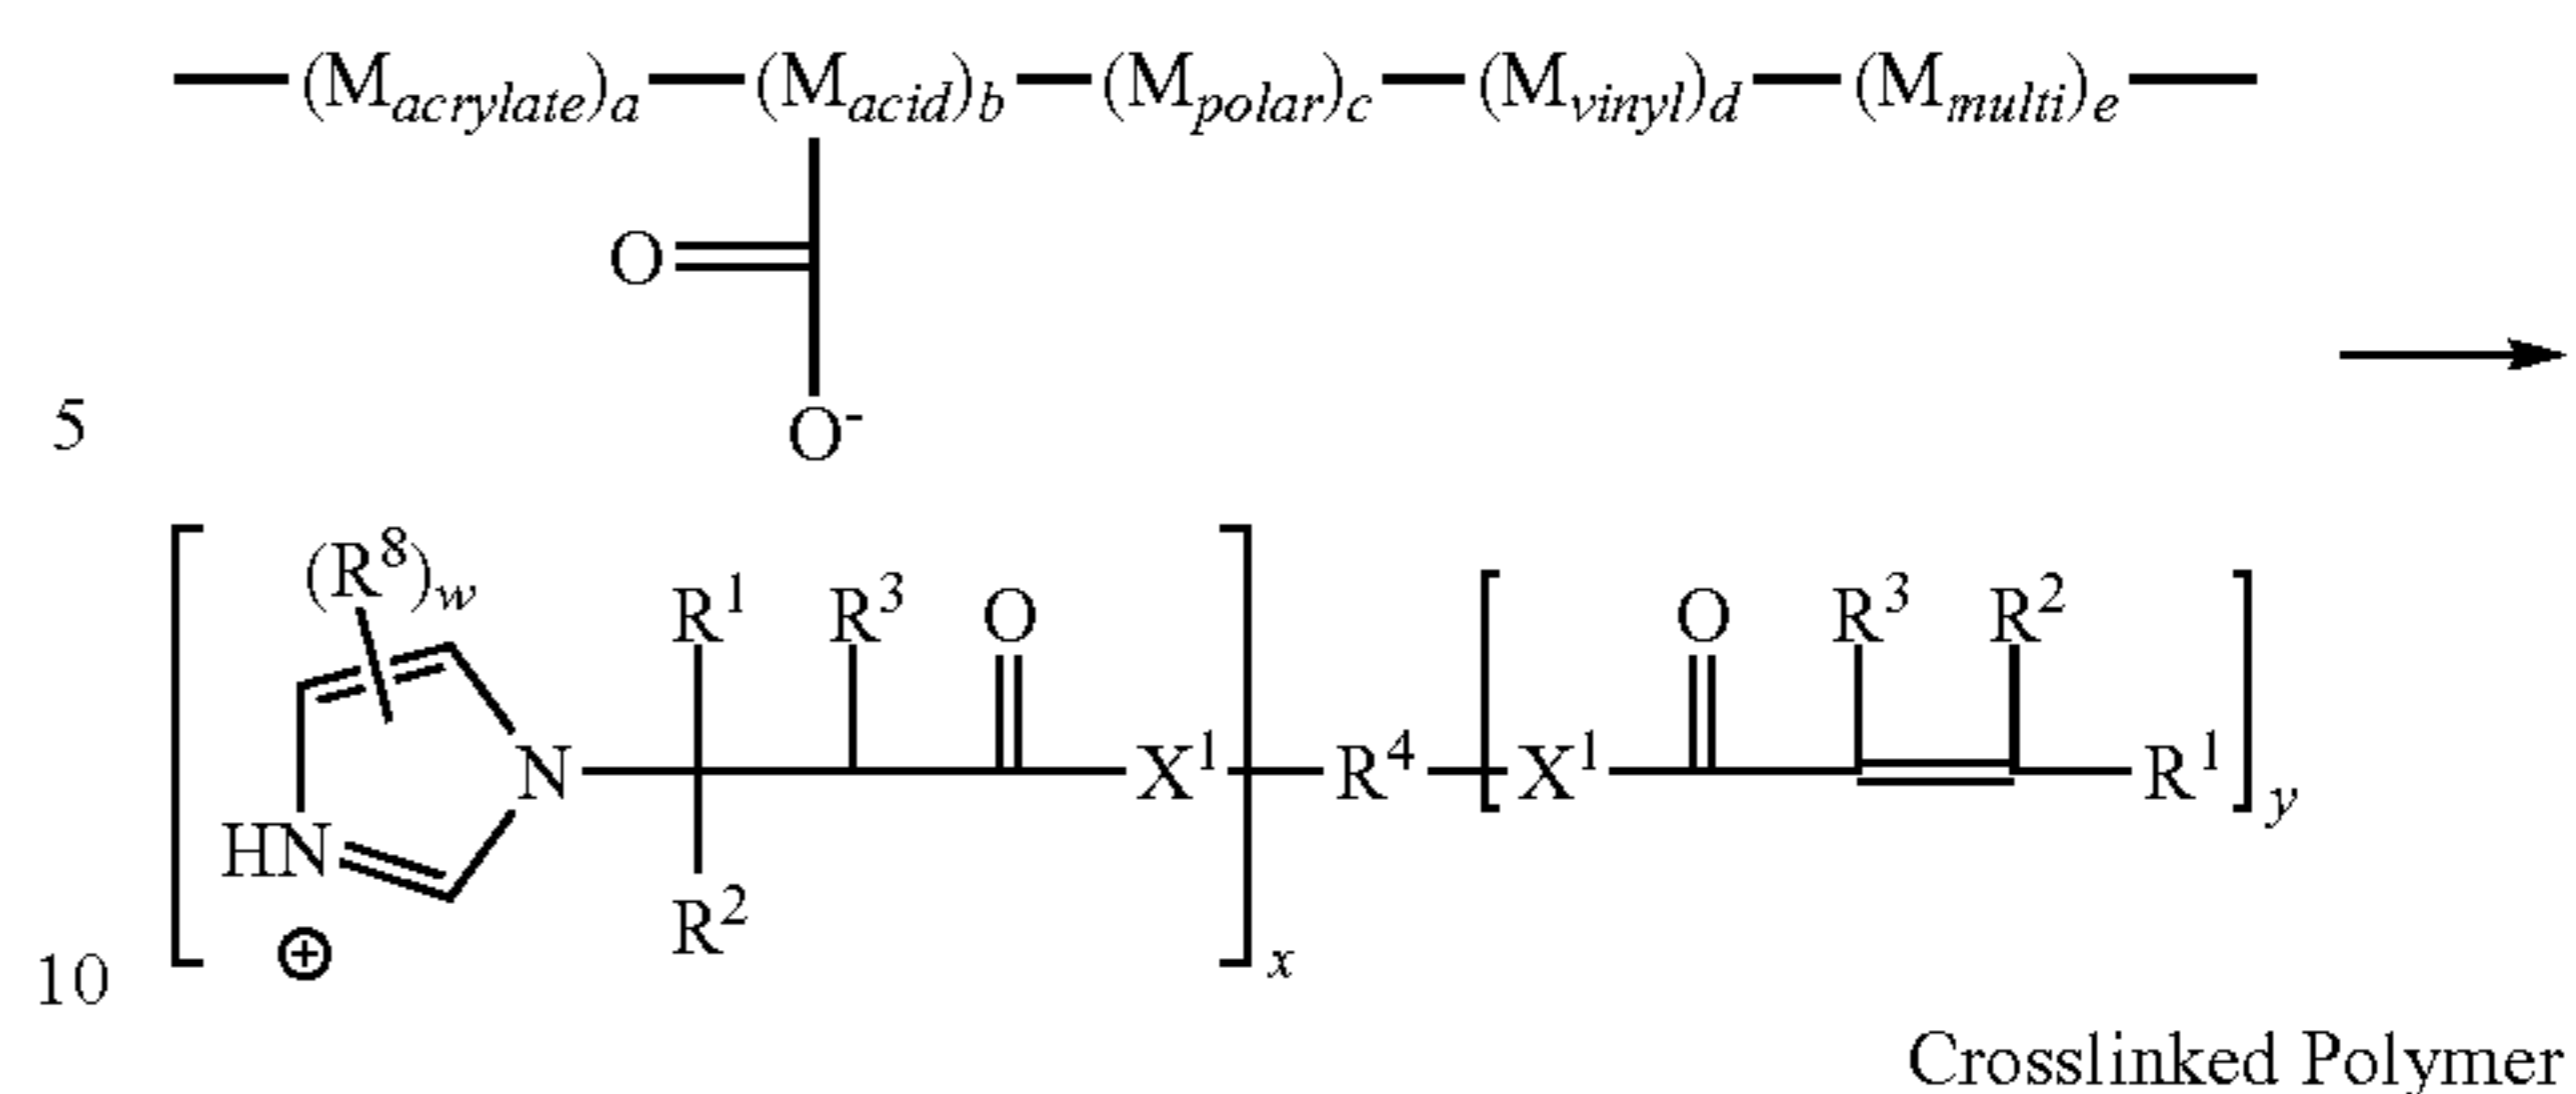 —(M_acrylate)_a—(M_acid)_b—(M_polar)_c—(M_vinyl)_d—(M_multi)_e—
O
5
O⁻
(R⁸)_w R¹ R³ O O R³ R²
N X¹ R⁴ X¹ R¹ y
HN
R²
⊕ x
10
Crosslinked Polymer